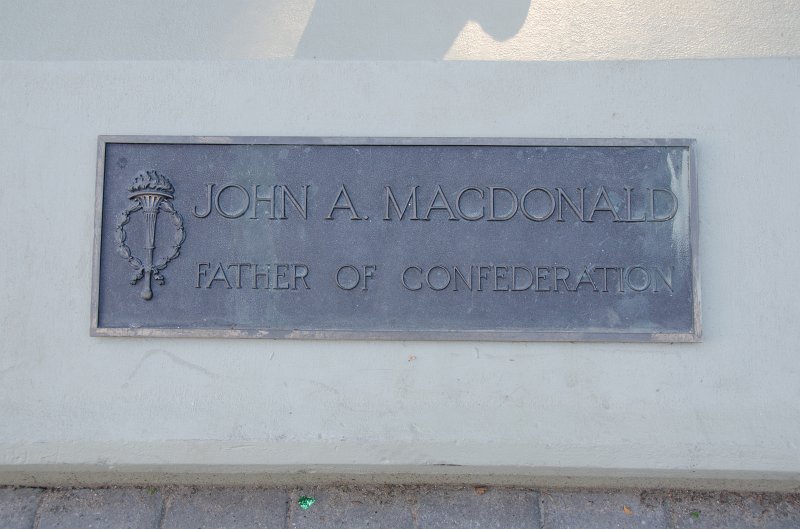 JOHN A. MACDONALD
FATHER OF CONFEDERATION